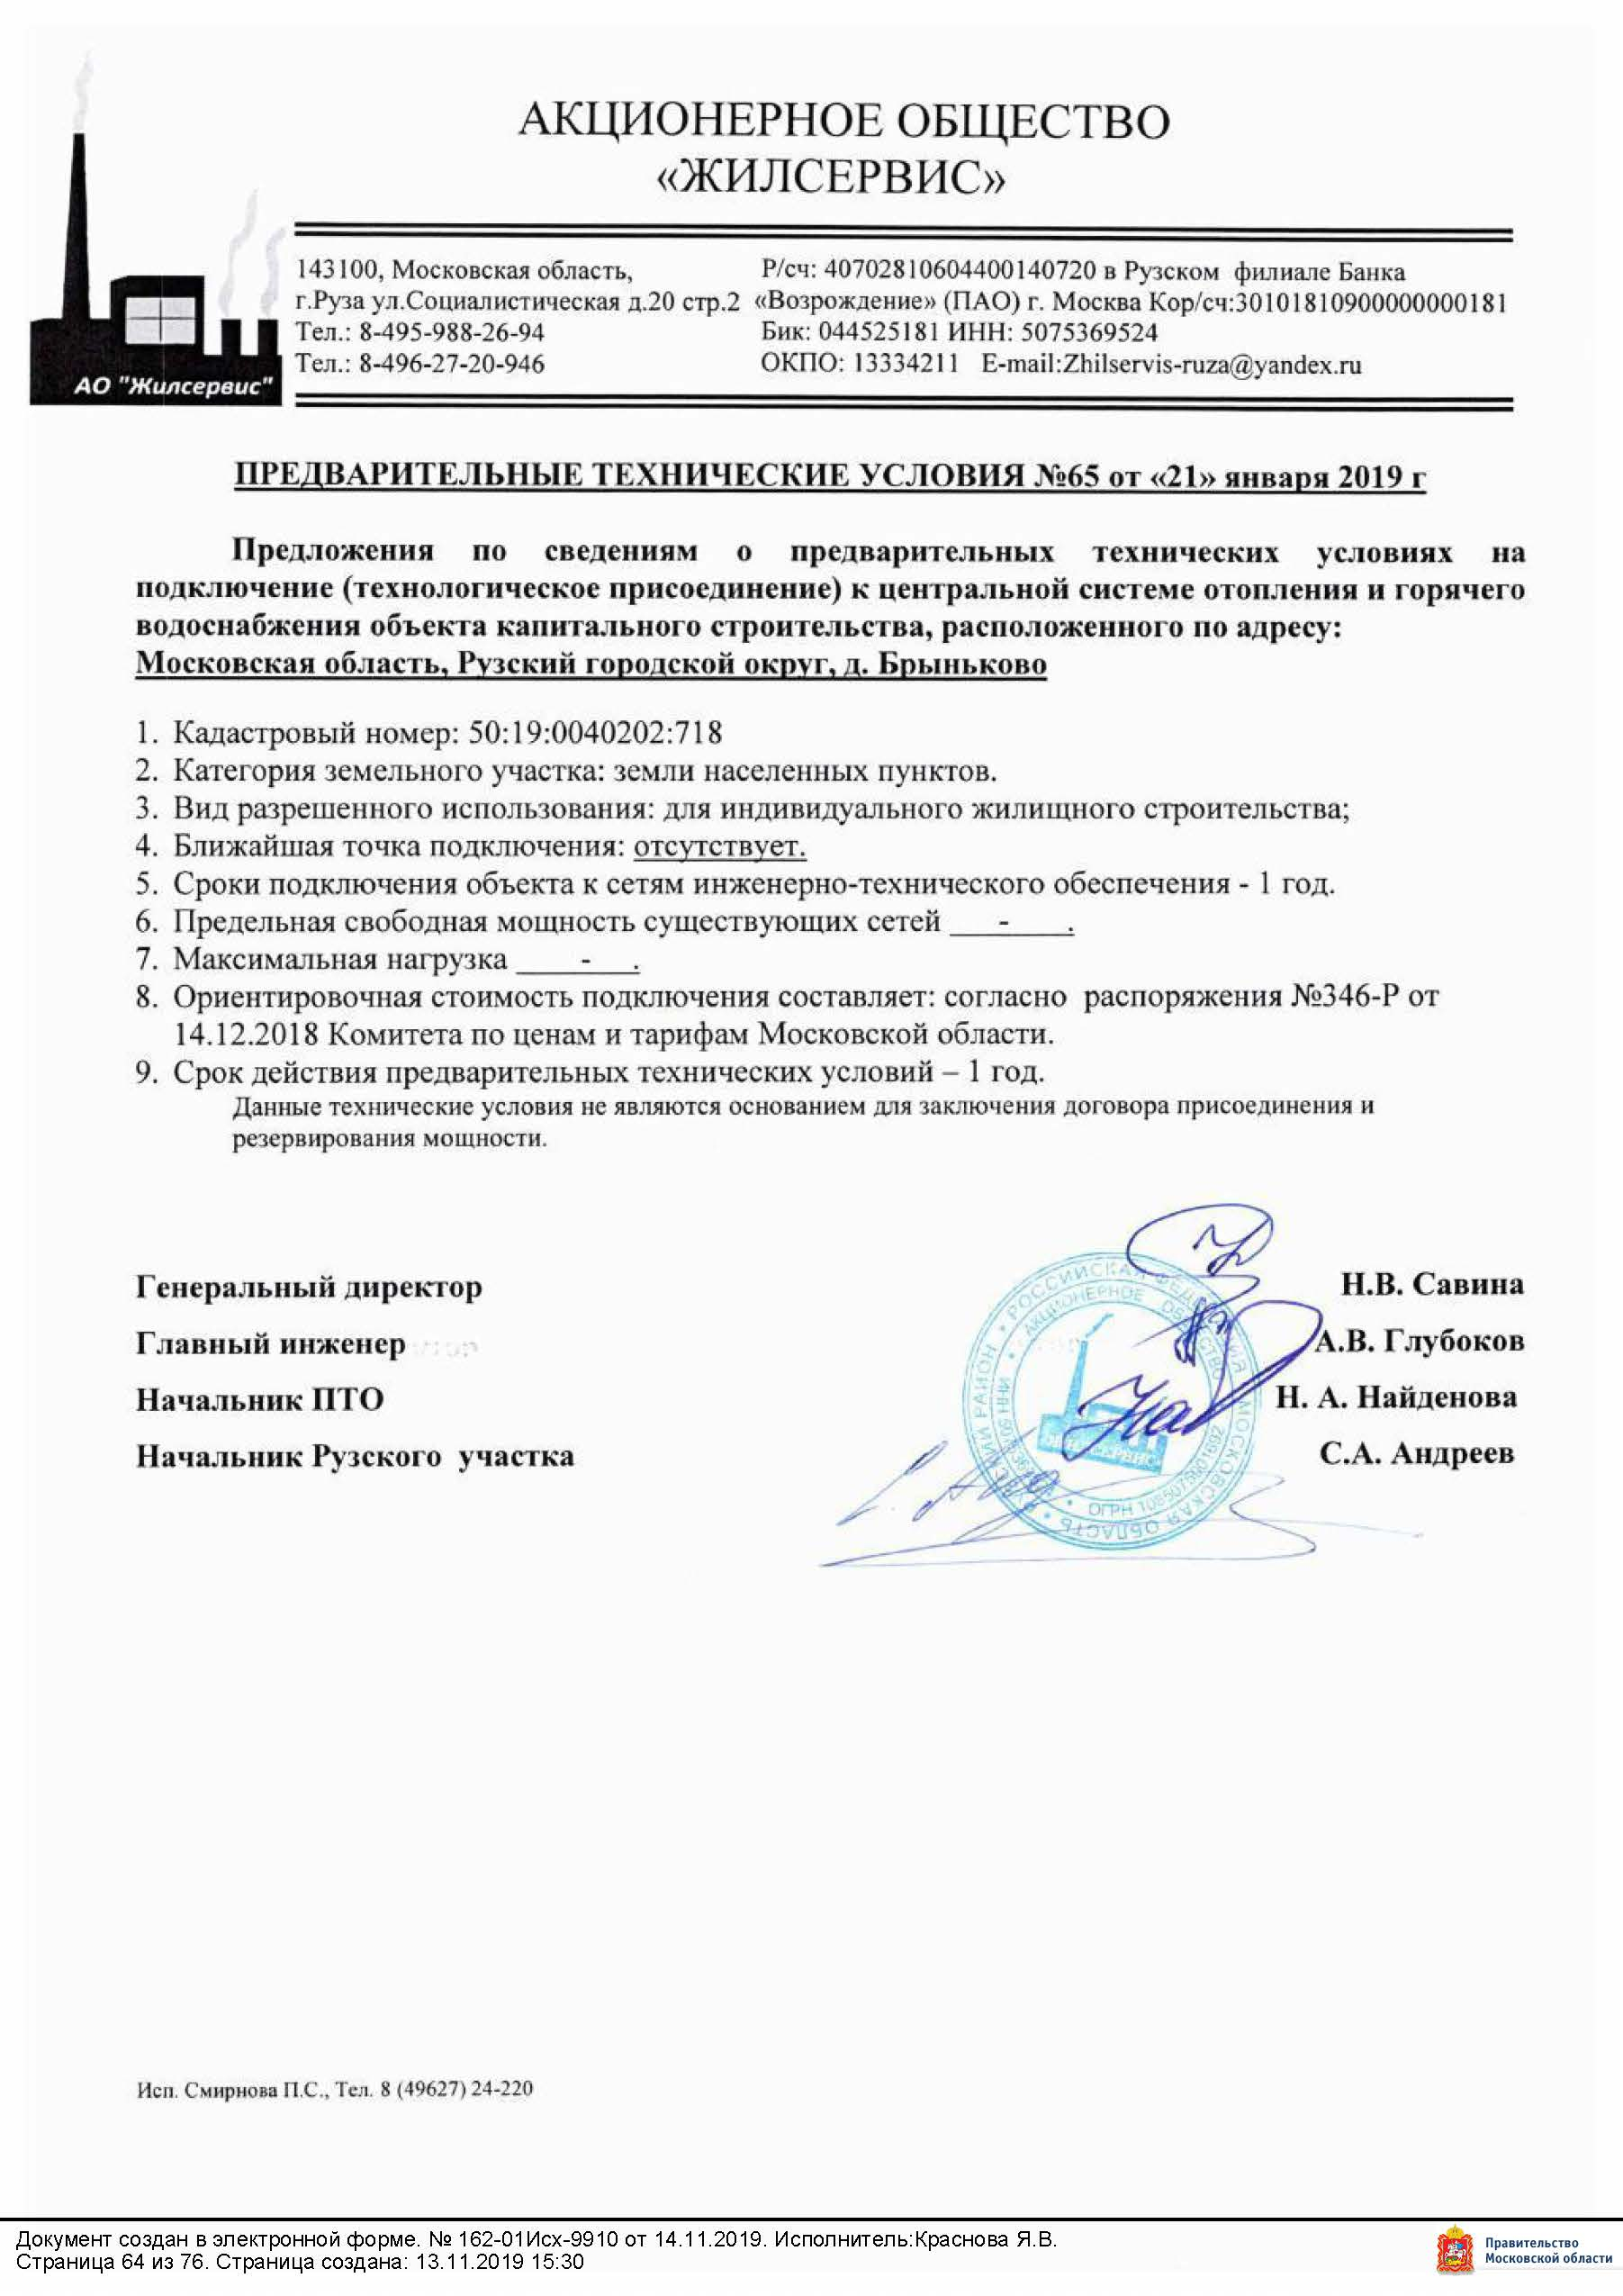 АКЦИОНЕРНОЕ ОБЩЕСТВО
«ЖИЛСЕРВИС»
АО "Жилсервис"
143100, Московская область,
г.Руза ул.Социалистическая д.20 стр.2
Тел.: 8-495-988-26-94
Тел.: 8-496-27-20-946
Р/сч: 40702810604400140720 в Рузском филиале Банка
«Возрождение» (ПАО) г. Москва Кор/сч:30101810900000000181
Бик: 044525181 ИНН: 5075369524
ОКПО: 13334211 E-mail:Zhilservis-ruza@yandex.ru
ПРЕДВАРИТЕЛЬНЫЕ ТЕХНИЧЕСКИЕ УСЛОВИЯ №65 от «21» января 2019 г
Предложения по сведениям о предварительных технических условиях на
подключение (технологическое присоединение) к центральной системе отопления и горячего
водоснабжения объекта капитального строительства, расположенного по адресу:
Московская область, Рузский городской округ, д. Брыньково
1. Кадастровый номер: 50:19:0040202:718
2. Категория земельного участка: земли населенных пунктов.
3. Вид разрешенного использования: для индивидуального жилищного строительства;
4. Ближайшая точка подключения: отсутствует.
5. Сроки подключения объекта к сетям инженерно-технического обеспечения - 1 год.
6. Предельная свободная мощность существующих сетей ___-____.
7. Максимальная нагрузка ____-___.
8. Ориентировочная стоимость подключения составляет: согласно распоряжения №346-Р от
14.12.2018 Комитета по ценам и тарифам Московской области.
9. Срок действия предварительных технических условий – 1 год.
Данные технические условия не являются основанием для заключения договора присоединения и
резервирования мощности.
Генеральный директор Н.В. Савина
Главный инженер А.В. Глубоков
Начальник ПТО Н. А. Найденова
Начальник Рузского участка С.А. Андреев
РОССИЙСКАЯ ФЕДЕРАЦИЯ • МОСКОВСКАЯ ОБЛАСТЬ • РУЗСКИЙ РАЙОН
АКЦИОНЕРНОЕ ОБЩЕСТВО
Исп. Смирнова П.С., Тел. 8 (49627) 24-220
Документ создан в электронной форме. № 162-01Исх-9910 от 14.11.2019. Исполнитель:Краснова Я.В.
Страница 64 из 76. Страница создана: 13.11.2019 15:30
Правительство
Московской области